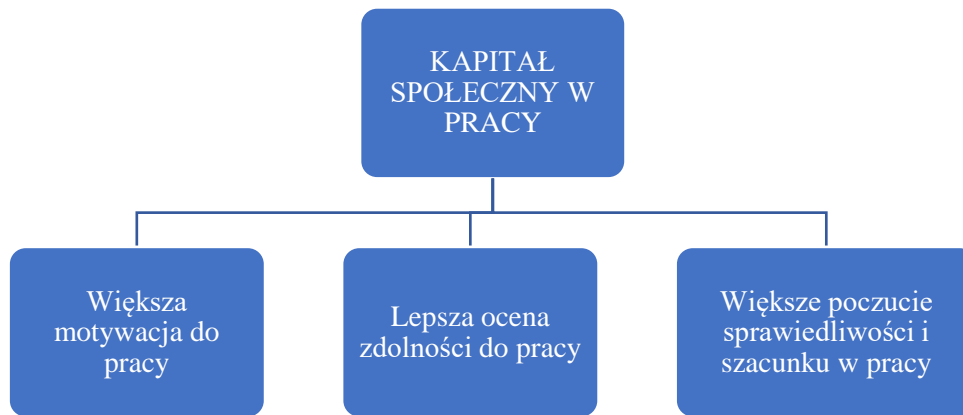 KAPITAŁ
SPOŁECZNY W
PRACY
Większa
motywacja do
pracy
Lepsza ocena
zdolności do pracy
Większe poczucie
sprawiedliwości i
szacunku w pracy